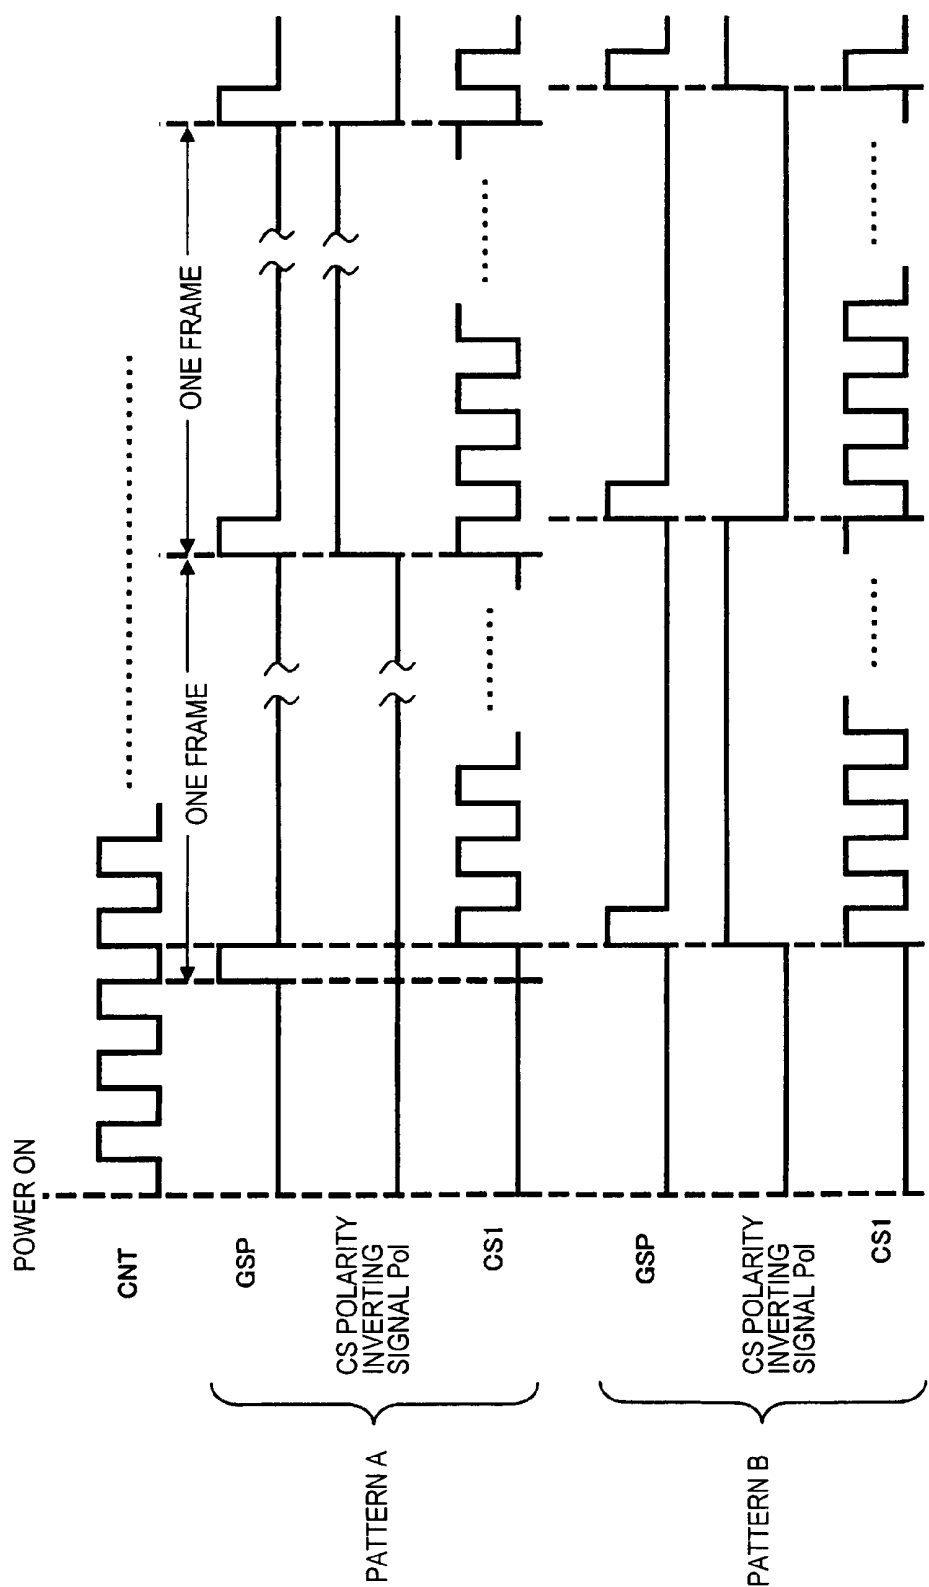 POWER ON
CNT
ONE FRAME
ONE FRAME
PATTERN A
GSP
CS POLARITY
INVERTING
SIGNAL Pol
CS1
PATTERN B
GSP
CS POLARITY
INVERTING
SIGNAL Pol
CS1